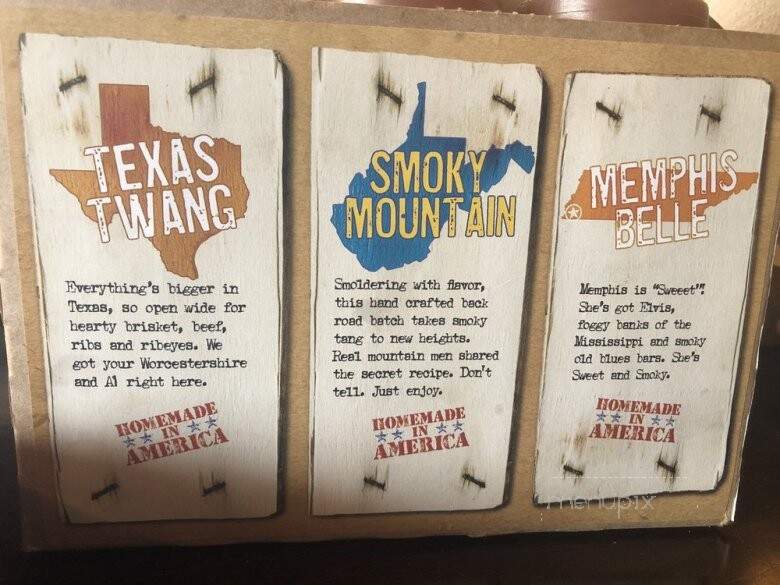 TEXAS
TWANG
Everything's bigger in
Texas, so open wide for
hearty brisket, beef,
ribs and ribeyes. We
got your Worcestershire
and A1 right here.
HOMEMADE
IN
AMERICA
SMOKY
MOUNTAIN
Smoldering with flavor,
this hand crafted back
road batch takes smoky
tang to new heights.
Real mountain men shared
the secret recipe. Don't
tell. Just enjoy.
HOMEMADE
IN
AMERICA
MEMPHIS
BELLE
Memphis is "Sweeet"!
She's got Elvis,
foggy banks of the
Mississippi and smoky
old blues bars. She's
Sweet and Smoky.
HOMEMADE
IN
AMERICA
menupix